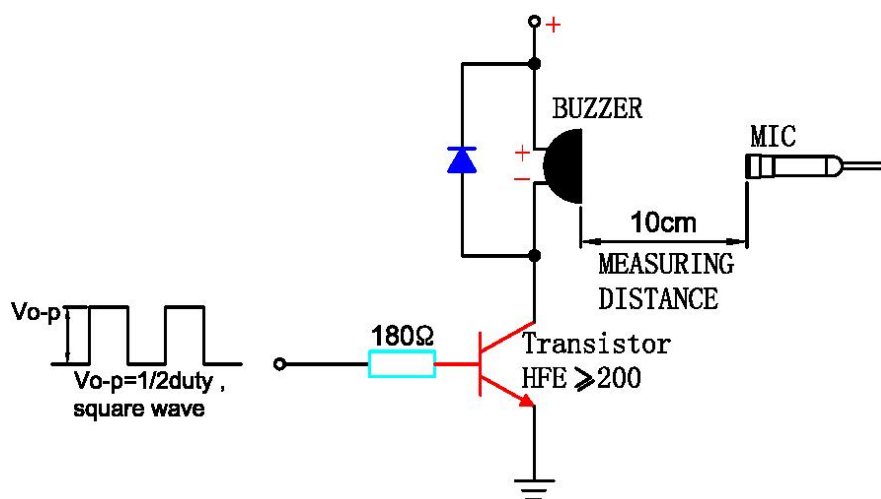 +
BUZZER
+
−
MIC
10cm
MEASURING
DISTANCE
Vo-p
180Ω
Transistor
HFE ≥200
Vo-p=1/2duty ,
square wave